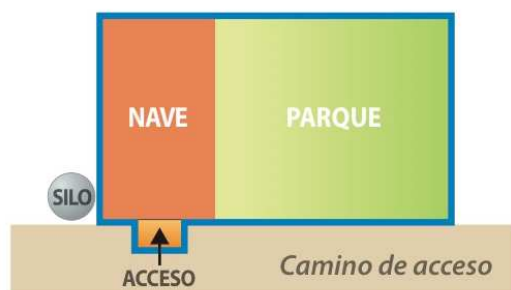 NAVE
PARQUE
SILO
ACCESO
Camino de acceso